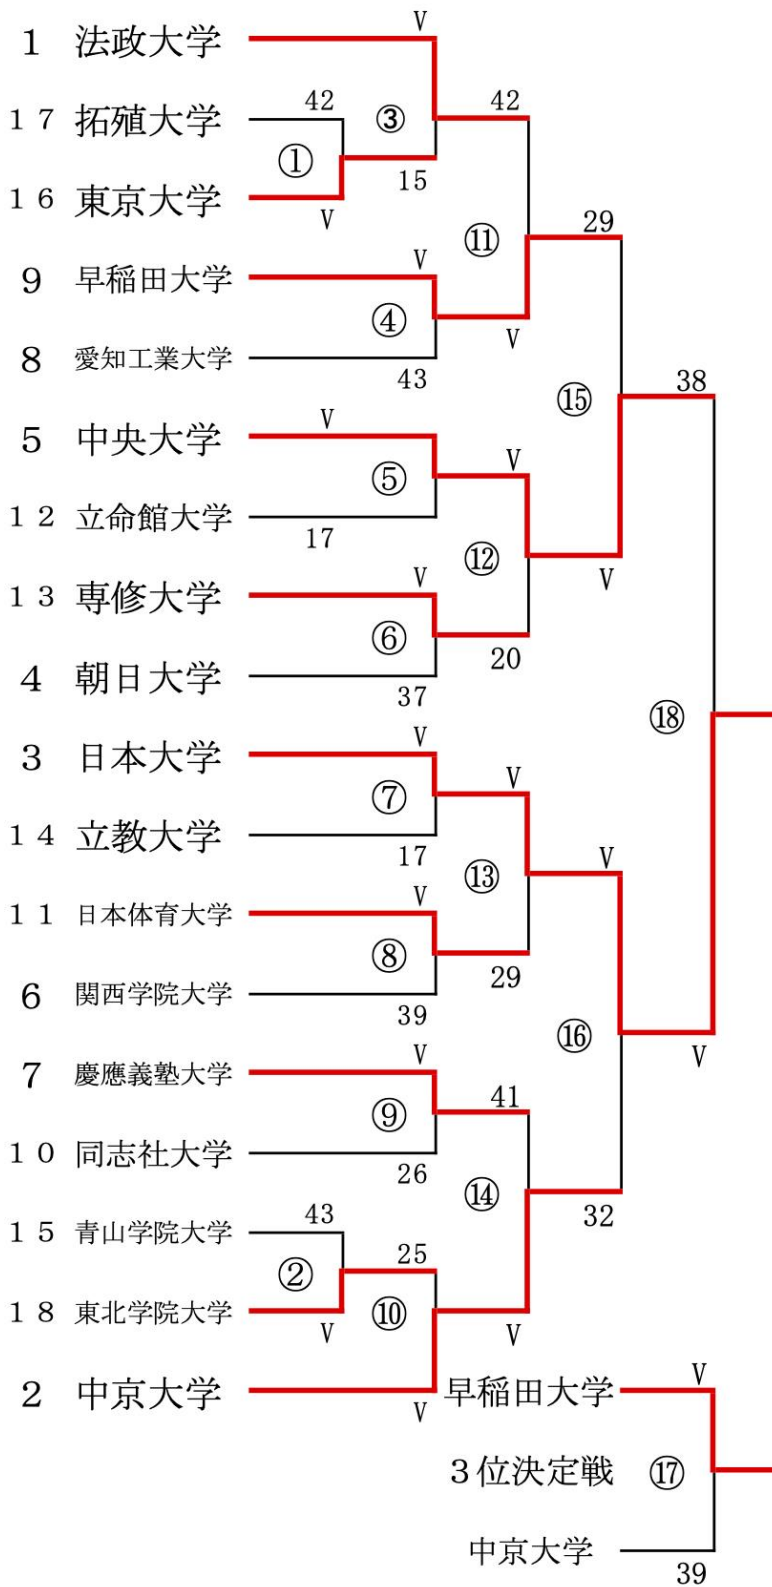 V
1 法政大学
42
③
42
17 拓殖大学
①
16 東京大学
15
V
29
⑪
V
9 早稲田大学
④
V
8 愛知工業大学
43
38
⑮
V
5 中央大学
⑤
V
12 立命館大学
17
⑫
V
V
13 専修大学
⑥
20
4 朝日大学
37
⑱
V
3 日本大学
⑦
V
14 立教大学
17
V
⑬
V
11 日本体育大学
⑧
29
6 関西学院大学
39
⑯
V
V
7 慶應義塾大学
⑨
41
10 同志社大学
26
⑭
43
32
15 青山学院大学
25
②
⑩
18 東北学院大学
V
V
2 中京大学
V
早稲田大学
V
3位決定戦
⑰
中京大学
39